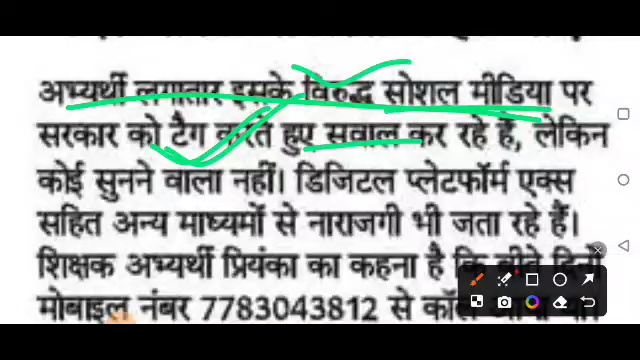 अभ्यर्थी लगातार इसके विरुद्ध सोशल मीडिया पर
सरकार को टैग करते हुए सवाल कर रहे हैं, लेकिन
कोई सुनने वाला नहीं। डिजिटल प्लेटफॉर्म एक्स
सहित अन्य माध्यमों से नाराजगी भी जता रहे हैं।
शिक्षक अभ्यर्थी प्रियंका का कहना है कि बीते दिनों
मोबाइल नंबर 7783043812 से कॉल